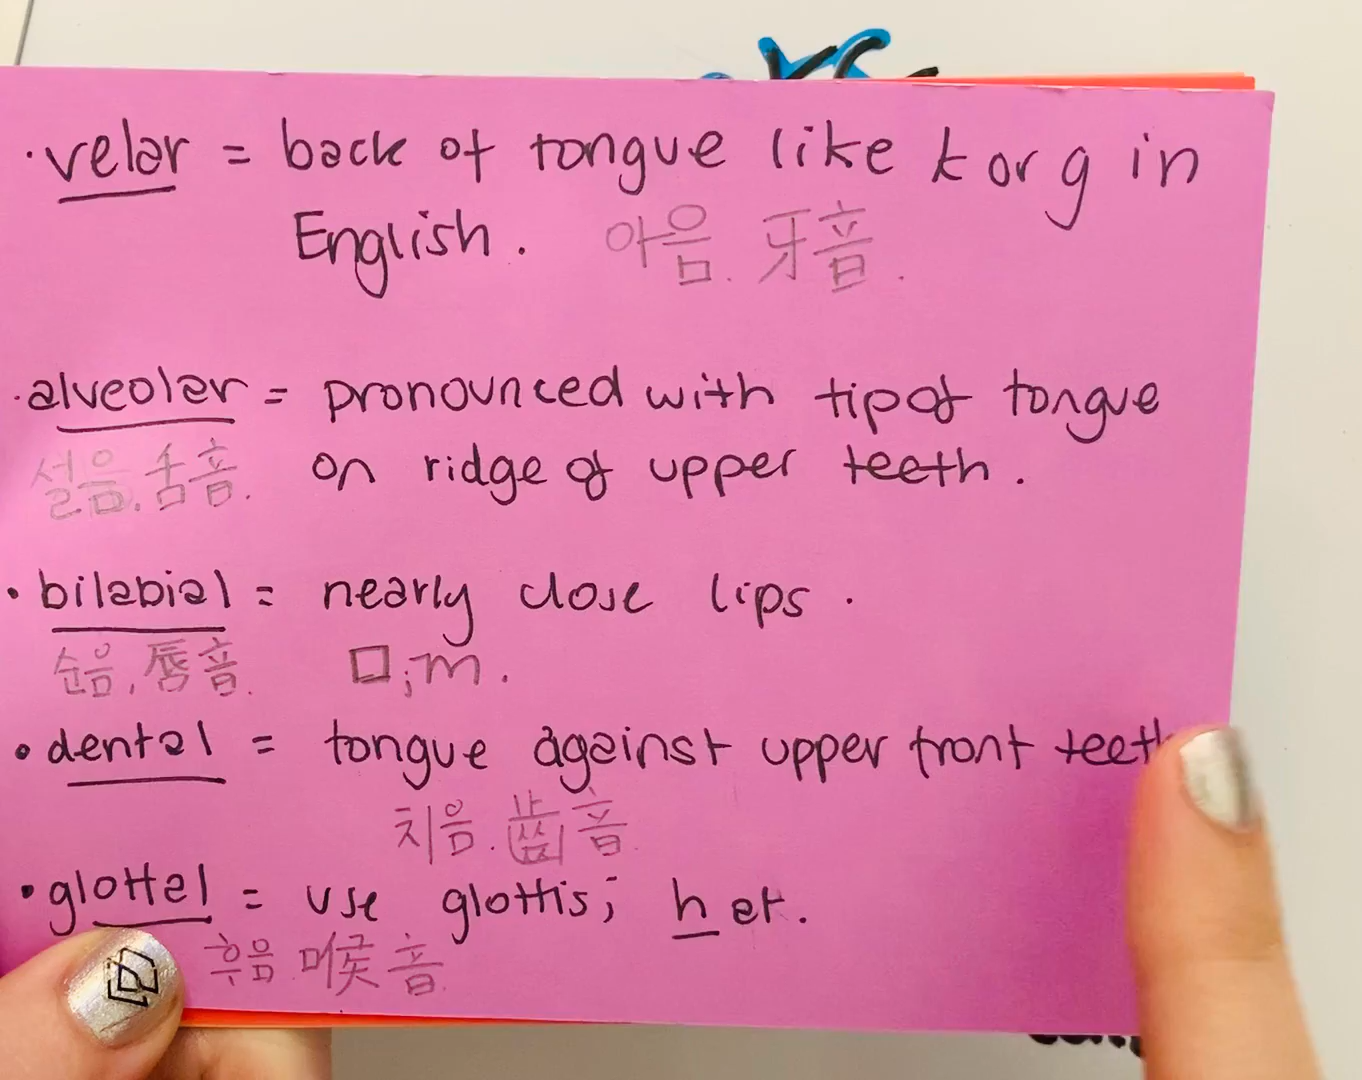 · velar = back of tongue like k or g in
English. 아음. 牙音.
· alveolar = pronounced with tip of tongue
설음. 舌音. on ridge of upper teeth.
· bilabial = nearly close lips.
순음, 唇音. ㅁ; m.
· dental = tongue against upper front teeth
치음. 齒音.
· glottal = use glottis; hat.
후음. 喉音.